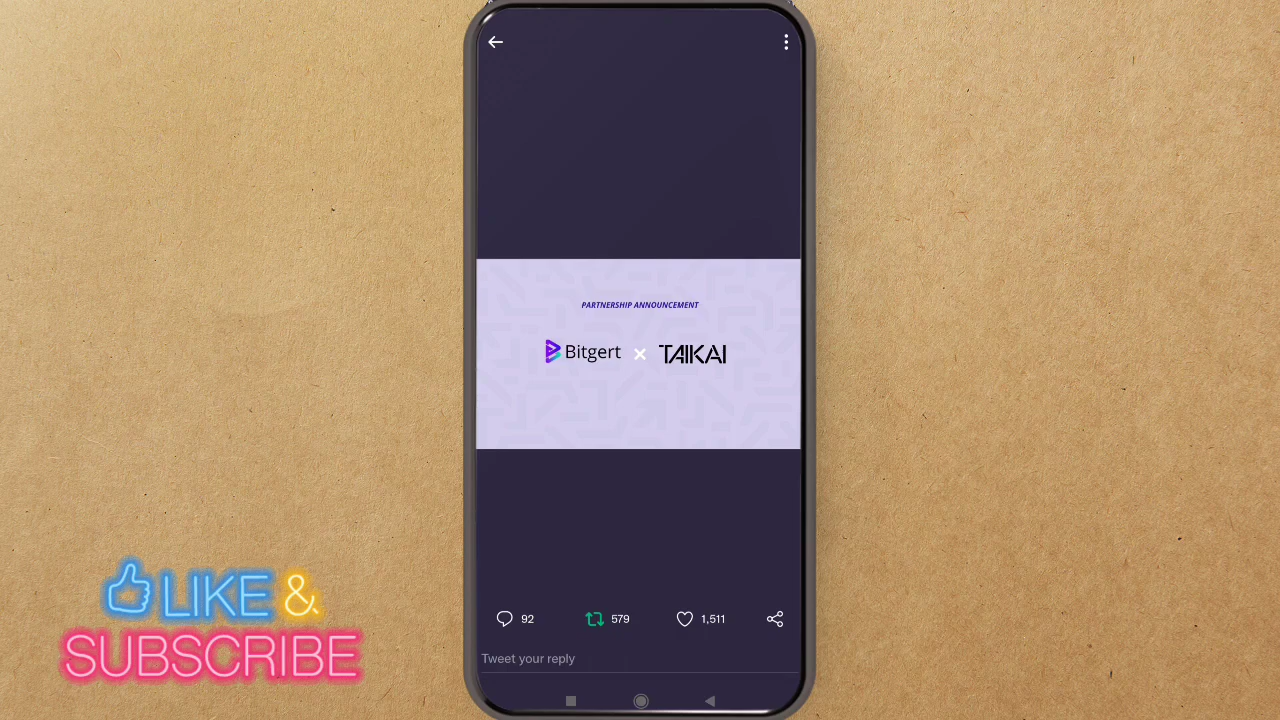 PARTNERSHIP ANNOUNCEMENT
Bitgert × TAIKAI
92 579 1,511
Tweet your reply
LIKE &
SUBSCRIBE